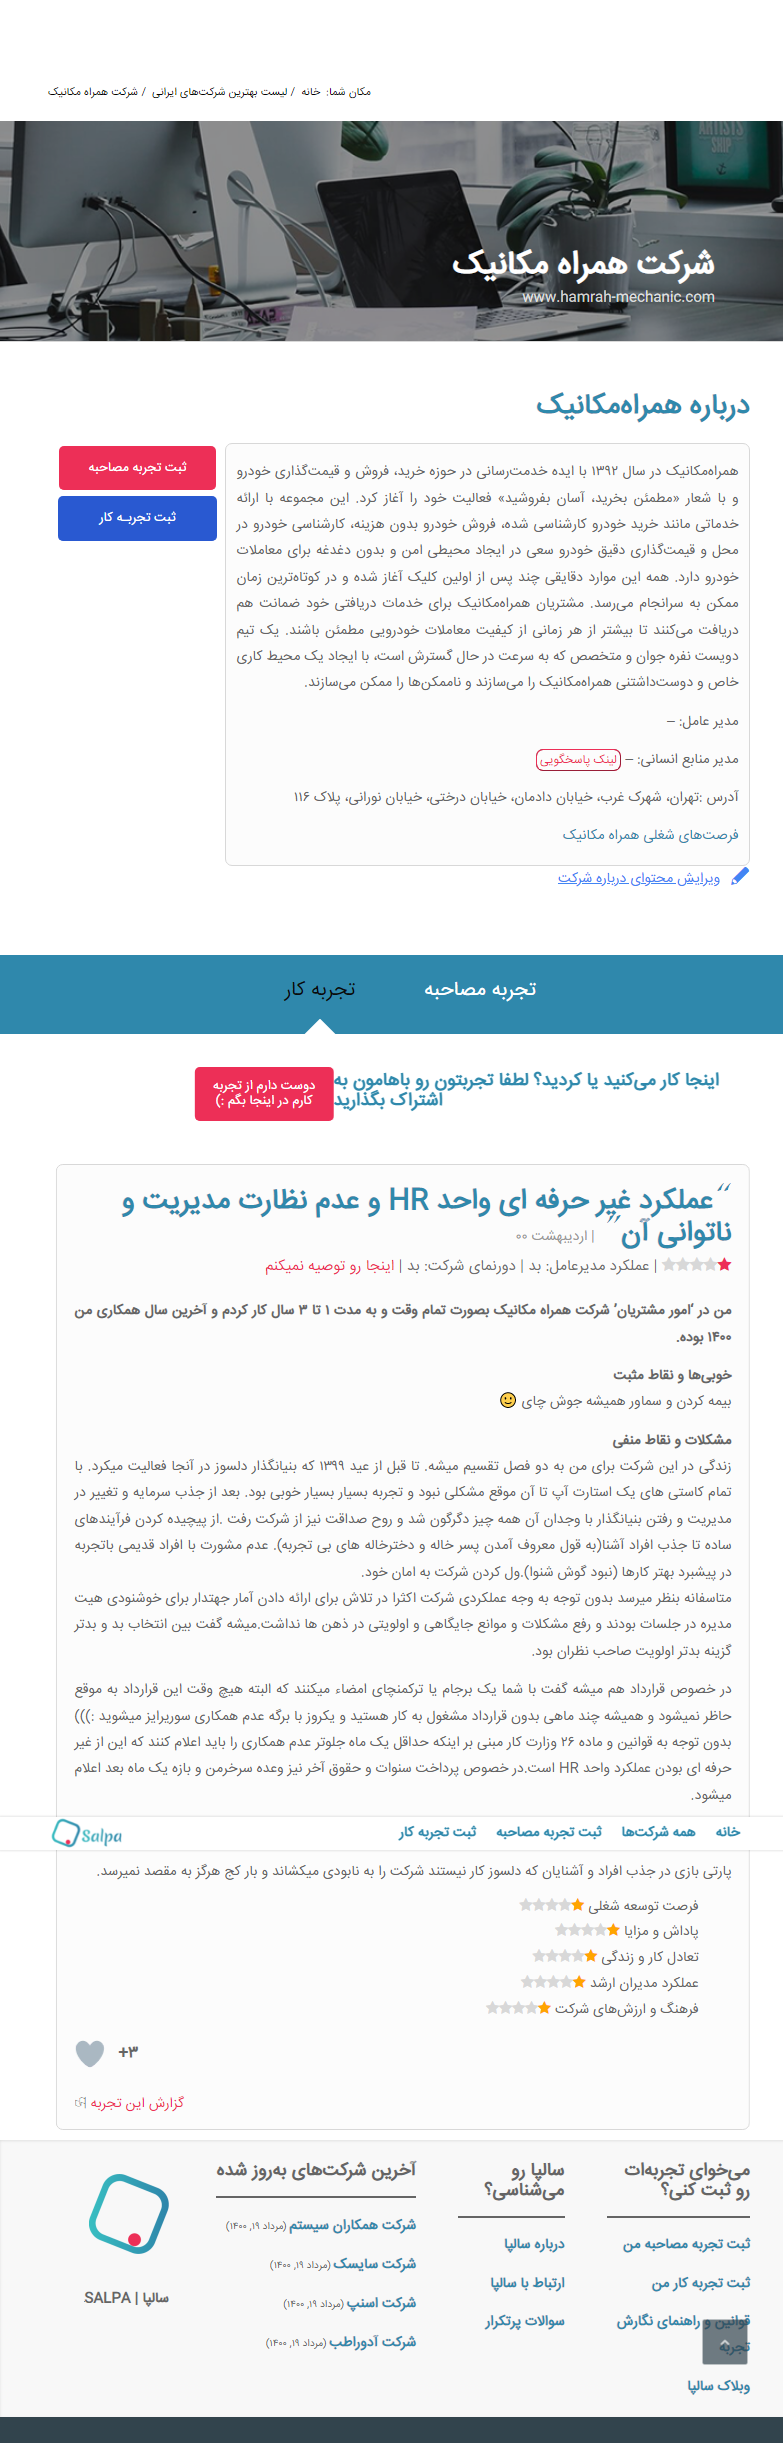 مکان شما: خانه / لیست بهترین شرکت‌های ایرانی / شرکت همراه مکانیک
ARTISTS
SHIP
شرکت همراه مکانیک
www.hamrah-mechanic.com
درباره همراه‌مکانیک
ثبت تجربه مصاحبه
ثبت تجربـه کار
همراه‌مکانیک در سال ۱۳۹۲ با ایده خدمت‌رسانی در حوزه خرید، فروش و قیمت‌گذاری خودرو
و با شعار «مطمئن بخرید، آسان بفروشید» فعالیت خود را آغاز کرد. این مجموعه با ارائه
خدماتی مانند خرید خودرو کارشناسی شده، فروش خودرو بدون هزینه، کارشناسی خودرو در
محل و قیمت‌گذاری دقیق خودرو سعی در ایجاد محیطی امن و بدون دغدغه برای معاملات
خودرو دارد. همه این موارد دقایقی چند پس از اولین کلیک آغاز شده و در کوتاه‌ترین زمان
ممکن به سرانجام می‌رسد. مشتریان همراه‌مکانیک برای خدمات دریافتی خود ضمانت هم
دریافت می‌کنند تا بیشتر از هر زمانی از کیفیت معاملات خودرویی مطمئن باشند. یک تیم
دویست نفره جوان و متخصص که به سرعت در حال گسترش است، با ایجاد یک محیط کاری
خاص و دوست‌داشتنی همراه‌مکانیک را می‌سازند و ناممکن‌ها را ممکن می‌سازند.
مدیر عامل: –
مدیر منابع انسانی: – لینک پاسخگویی
آدرس :تهران، شهرک غرب، خیابان دادمان، خیابان درختی، خیابان نورانی، پلاک ۱۱۶
فرصت‌های شغلی همراه مکانیک
ویرایش محتوای درباره شرکت
تجربه مصاحبه
تجربه کار
اینجا کار می‌کنید یا کردید؟ لطفا تجربتون رو باهامون به
اشتراک بگذارید
دوست دارم از تجربه
کارم در اینجا بگم :)
“عملکرد غیر حرفه ای واحد HR و عدم نظارت مدیریت و
ناتوانی آن” | اردیبهشت ۰۰
| عملکرد مدیرعامل: بد | دورنمای شرکت: بد | اینجا رو توصیه نمیکنم
من در ‘امور مشتریان’ شرکت همراه مکانیک بصورت تمام وقت و به مدت ۱ تا ۳ سال کار کردم و آخرین سال همکاری من
۱۴۰۰ بوده.
خوبی‌ها و نقاط مثبت
بیمه کردن و سماور همیشه جوش چای 🙂
مشکلات و نقاط منفی
زندگی در این شرکت برای من به دو فصل تقسیم میشه. تا قبل از عید ۱۳۹۹ که بنیانگذار دلسوز در آنجا فعالیت میکرد. با
تمام کاستی های یک استارت آپ تا آن موقع مشکلی نبود و تجربه بسیار بسیار خوبی بود. بعد از جذب سرمایه و تغییر در
مدیریت و رفتن بنیانگذار با وجدان آن همه چیز دگرگون شد و روح صداقت نیز از شرکت رفت .از پیچیده کردن فرآیندهای
ساده تا جذب افراد آشنا(به قول معروف آمدن پسر خاله و دخترخاله های بی تجربه). عدم مشورت با افراد قدیمی باتجربه
در پیشبرد بهتر کارها (نبود گوش شنوا).ول کردن شرکت به امان خود.
متاسفانه بنظر میرسد بدون توجه به وجه عملکردی شرکت اکثرا در تلاش برای ارائه دادن آمار جهتدار برای خوشنودی هیت
مدیره در جلسات بودند و رفع مشکلات و موانع جایگاهی و اولویتی در ذهن ها نداشت.میشه گفت بین انتخاب بد و بدتر
گزینه بدتر اولویت صاحب نظران بود.
در خصوص قرارداد هم میشه گفت با شما یک برجام یا ترکمنچای امضاء میکنند که البته هیچ وقت این قرارداد به موقع
حاظر نمیشود و همیشه چند ماهی بدون قرارداد مشغول به کار هستید و یکروز با برگه عدم همکاری سورپرایز میشوید :)))
بدون توجه به قوانین و ماده ۲۶ وزارت کار مبنی بر اینکه حداقل یک ماه جلوتر عدم همکاری را باید اعلام کنند که این از غیر
حرفه ای بودن عملکرد واحد HR است.در خصوص پرداخت سنوات و حقوق آخر نیز وعده سرخرمن و بازه یک ماه بعد اعلام
میشود.
خانه
همه شرکت‌ها
ثبت تجربه مصاحبه
ثبت تجربه کار
Salpa
پارتی بازی در جذب افراد و آشنایان که دلسوز کار نیستند شرکت را به نابودی میکشاند و بار کج هرگز به مقصد نمیرسد.
فرصت توسعه شغلی
پاداش و مزایا
تعادل کار و زندگی
عملکرد مدیران ارشد
فرهنگ و ارزش‌های شرکت
+۳
گزارش این تجربه
می‌خوای تجربه‌ات
رو ثبت کنی؟
ثبت تجربه مصاحبه من
ثبت تجربه کار من
قوانین و راهنمای نگارش
تجربه
وبلاک سالپا
سالپا رو
می‌شناسی؟
درباره سالپا
ارتباط با سالپا
سوالات پرتکرار
آخرین شرکت‌های به‌روز شده
شرکت همکاران سیستم (مرداد ۱۹, ۱۴۰۰)
شرکت سایسک (مرداد ۱۹, ۱۴۰۰)
شرکت اسنپ (مرداد ۱۹, ۱۴۰۰)
شرکت آدوراطب (مرداد ۱۹, ۱۴۰۰)
سالپا | SALPA